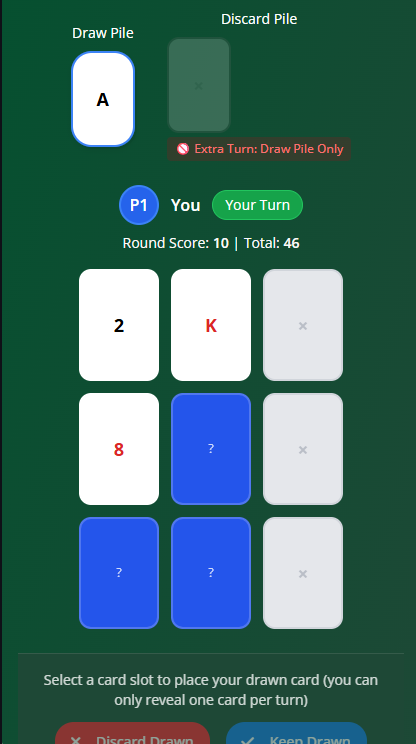 Discard Pile
Draw Pile
A
×
🚫 Extra Turn: Draw Pile Only
P1 You Your Turn
Round Score: 10 | Total: 46
2 K ×
8 ? ×
? ? ×
Select a card slot to place your drawn card (you can
only reveal one card per turn)
✕ Discard Drawn ✓ Keep Drawn